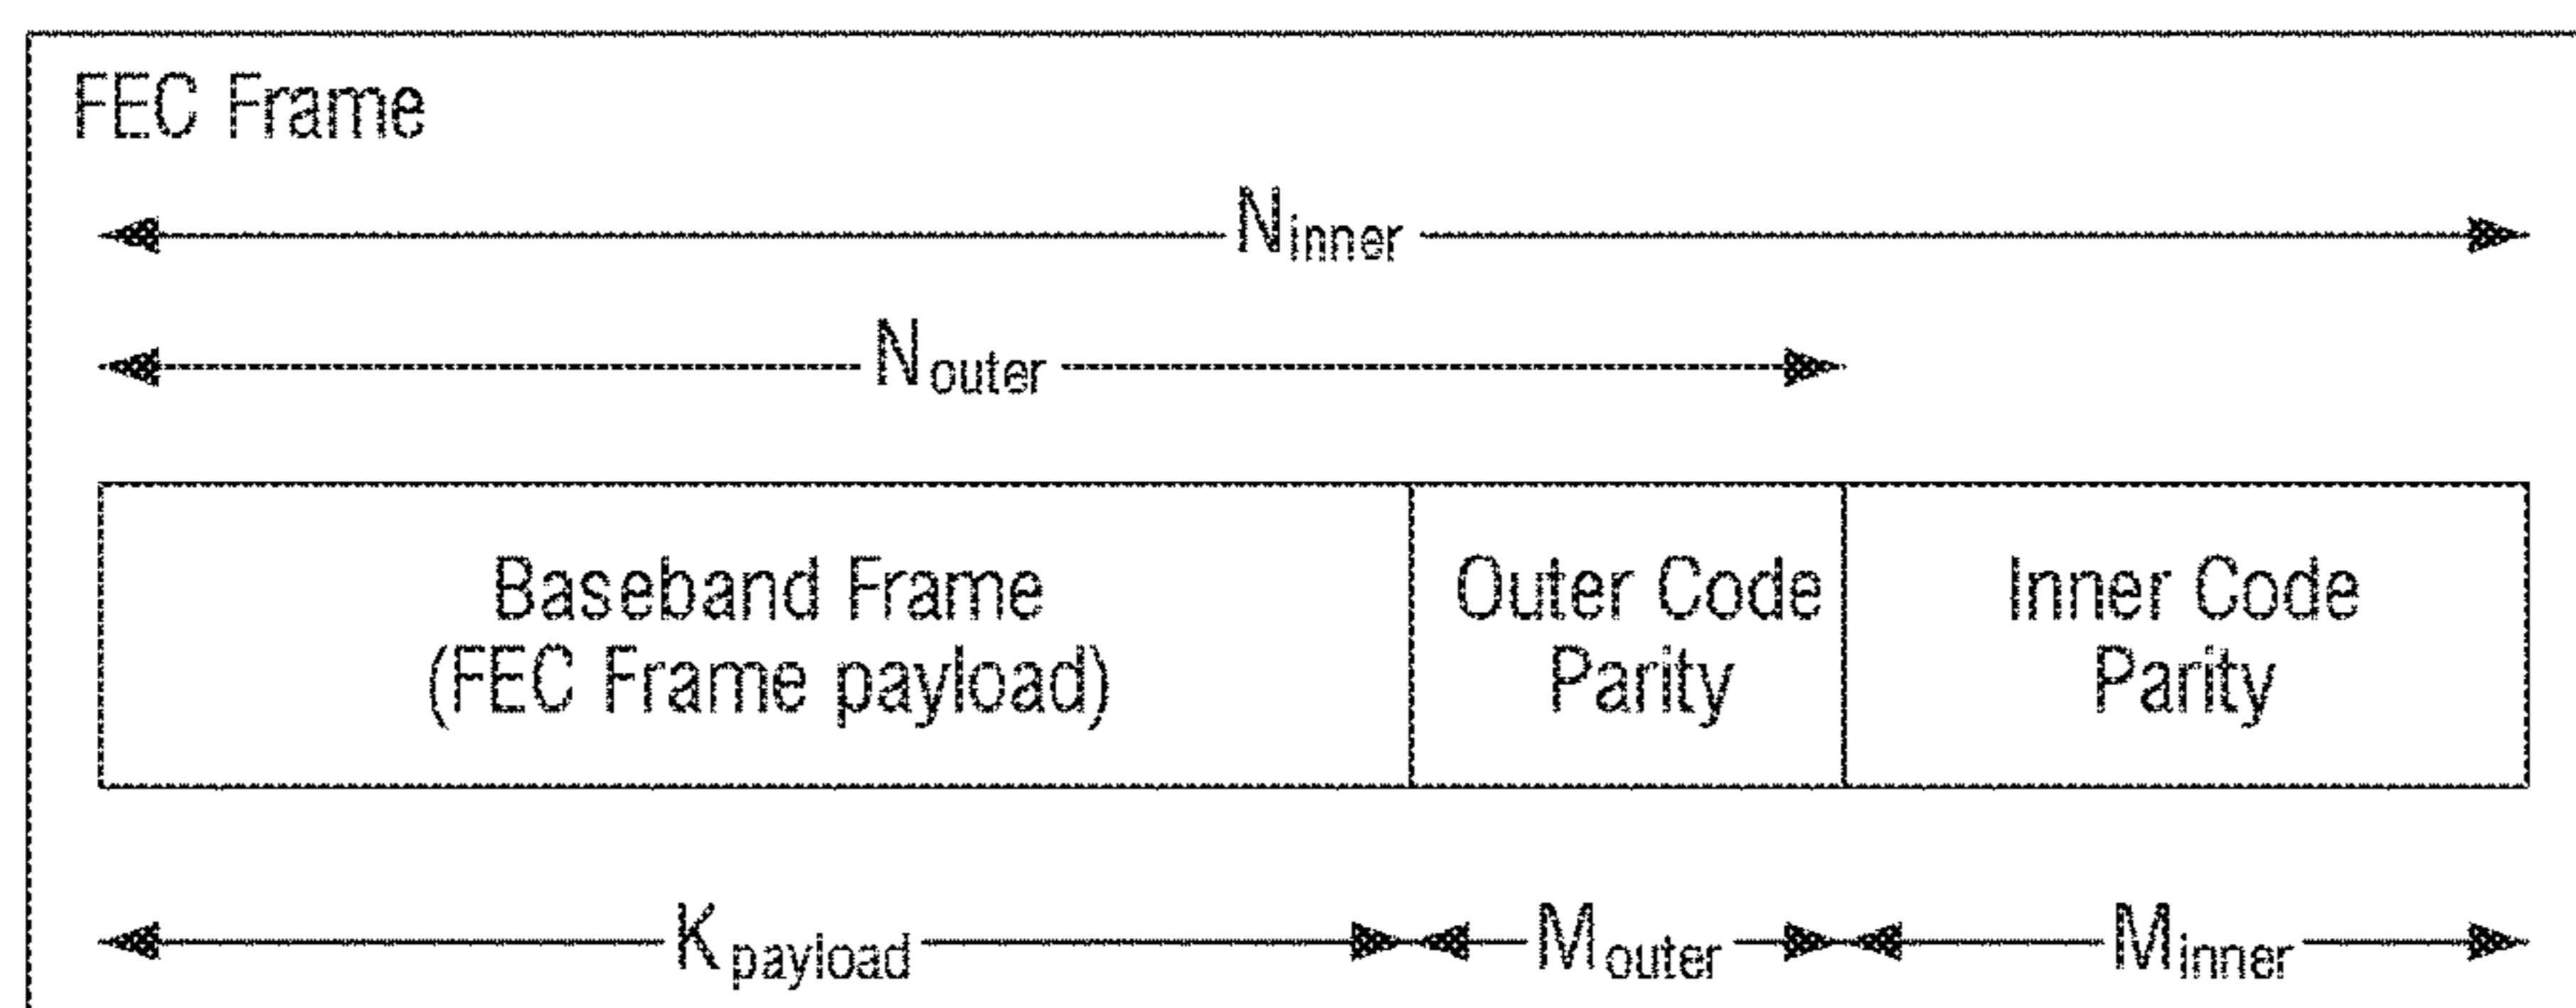 FEC Frame
Ninner
Nouter
Baseband Frame
(FEC Frame payload)
Outer Code
Parity
Inner Code
Parity
Kpayload
Mouter
Minner